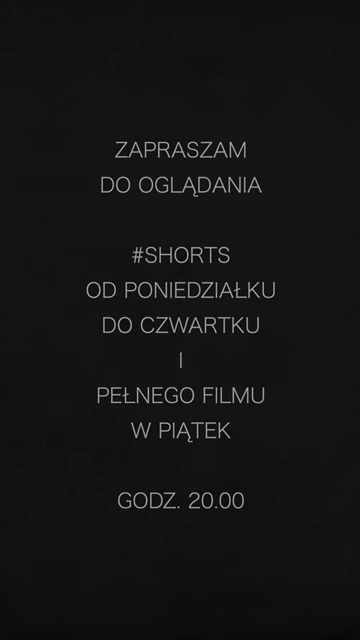 ZAPRASZAM
DO OGLĄDANIA
#SHORTS
OD PONIEDZIAŁKU
DO CZWARTKU
I
PEŁNEGO FILMU
W PIĄTEK
GODZ. 20.00